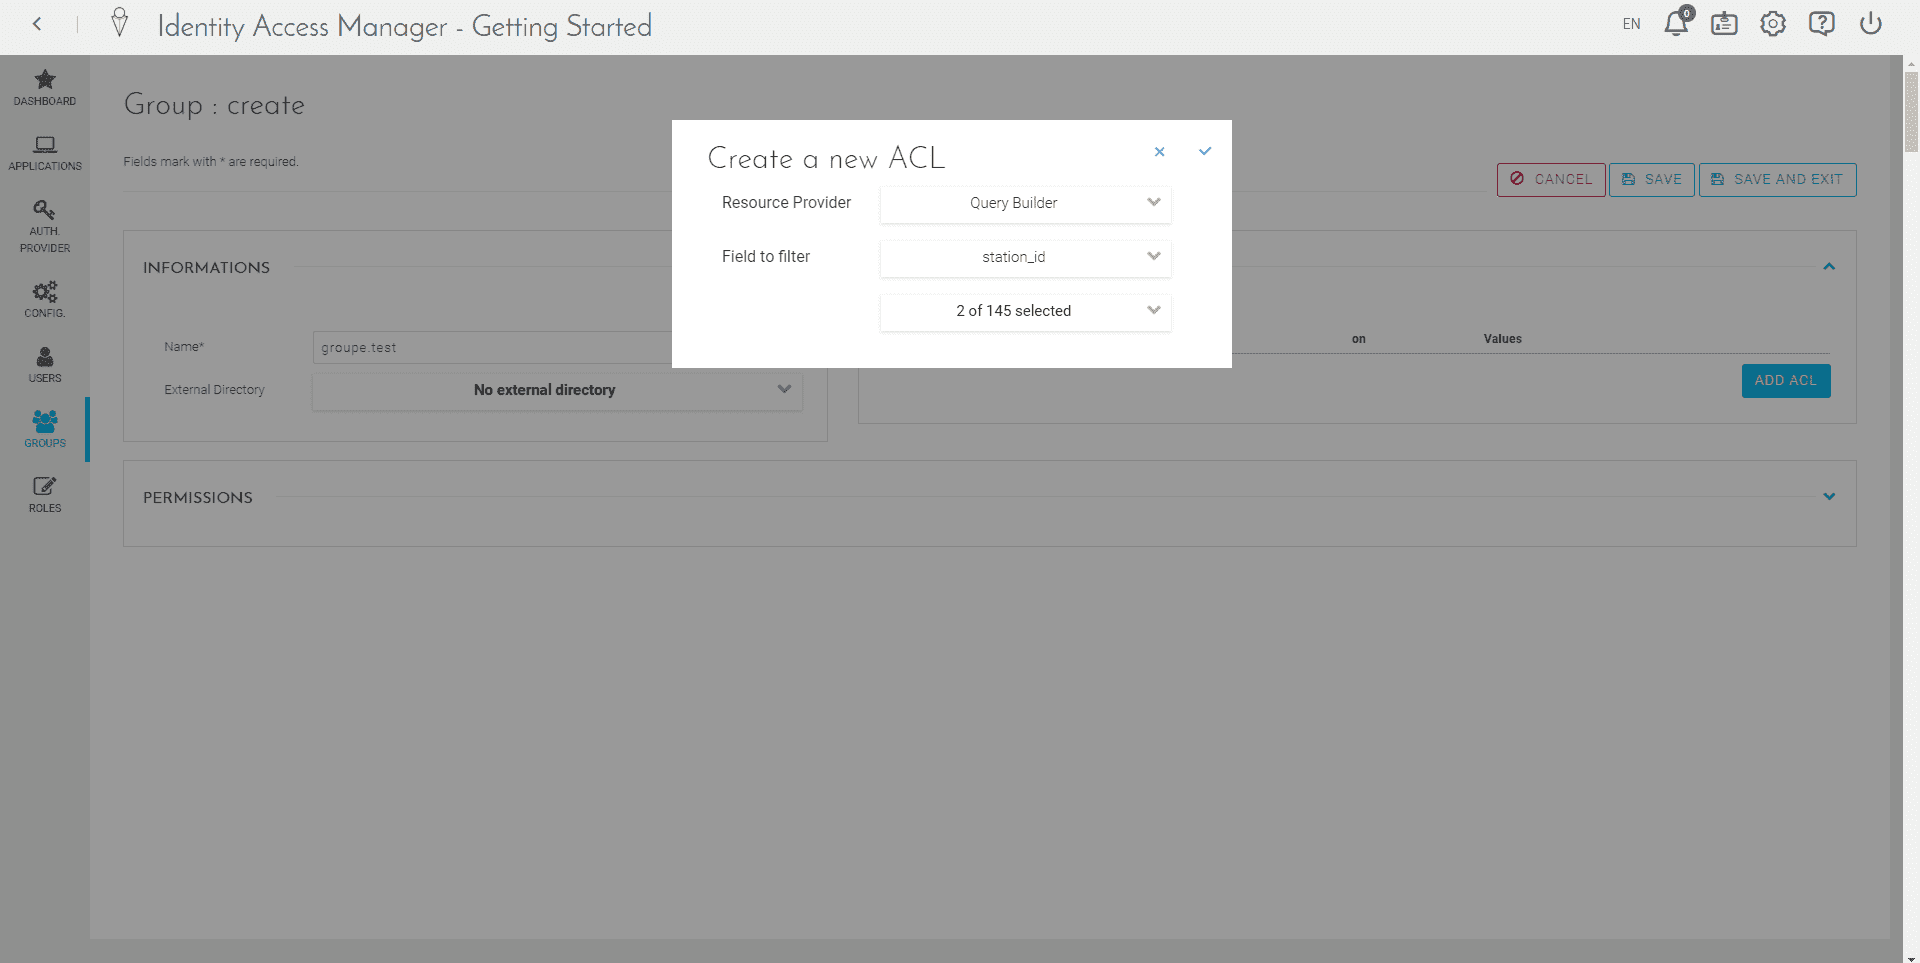 Identity Access Manager - Getting Started
EN
0
DASHBOARD
APPLICATIONS
AUTH.
PROVIDER
CONFIG.
USERS
GROUPS
ROLES
Group : create
Fields mark with * are required.
CANCEL
SAVE
SAVE AND EXIT
Create a new ACL
Resource Provider
Query Builder
Field to filter
station_id
2 of 145 selected
INFORMATIONS
Name*
groupe.test
External Directory
No external directory
on
Values
ADD ACL
PERMISSIONS